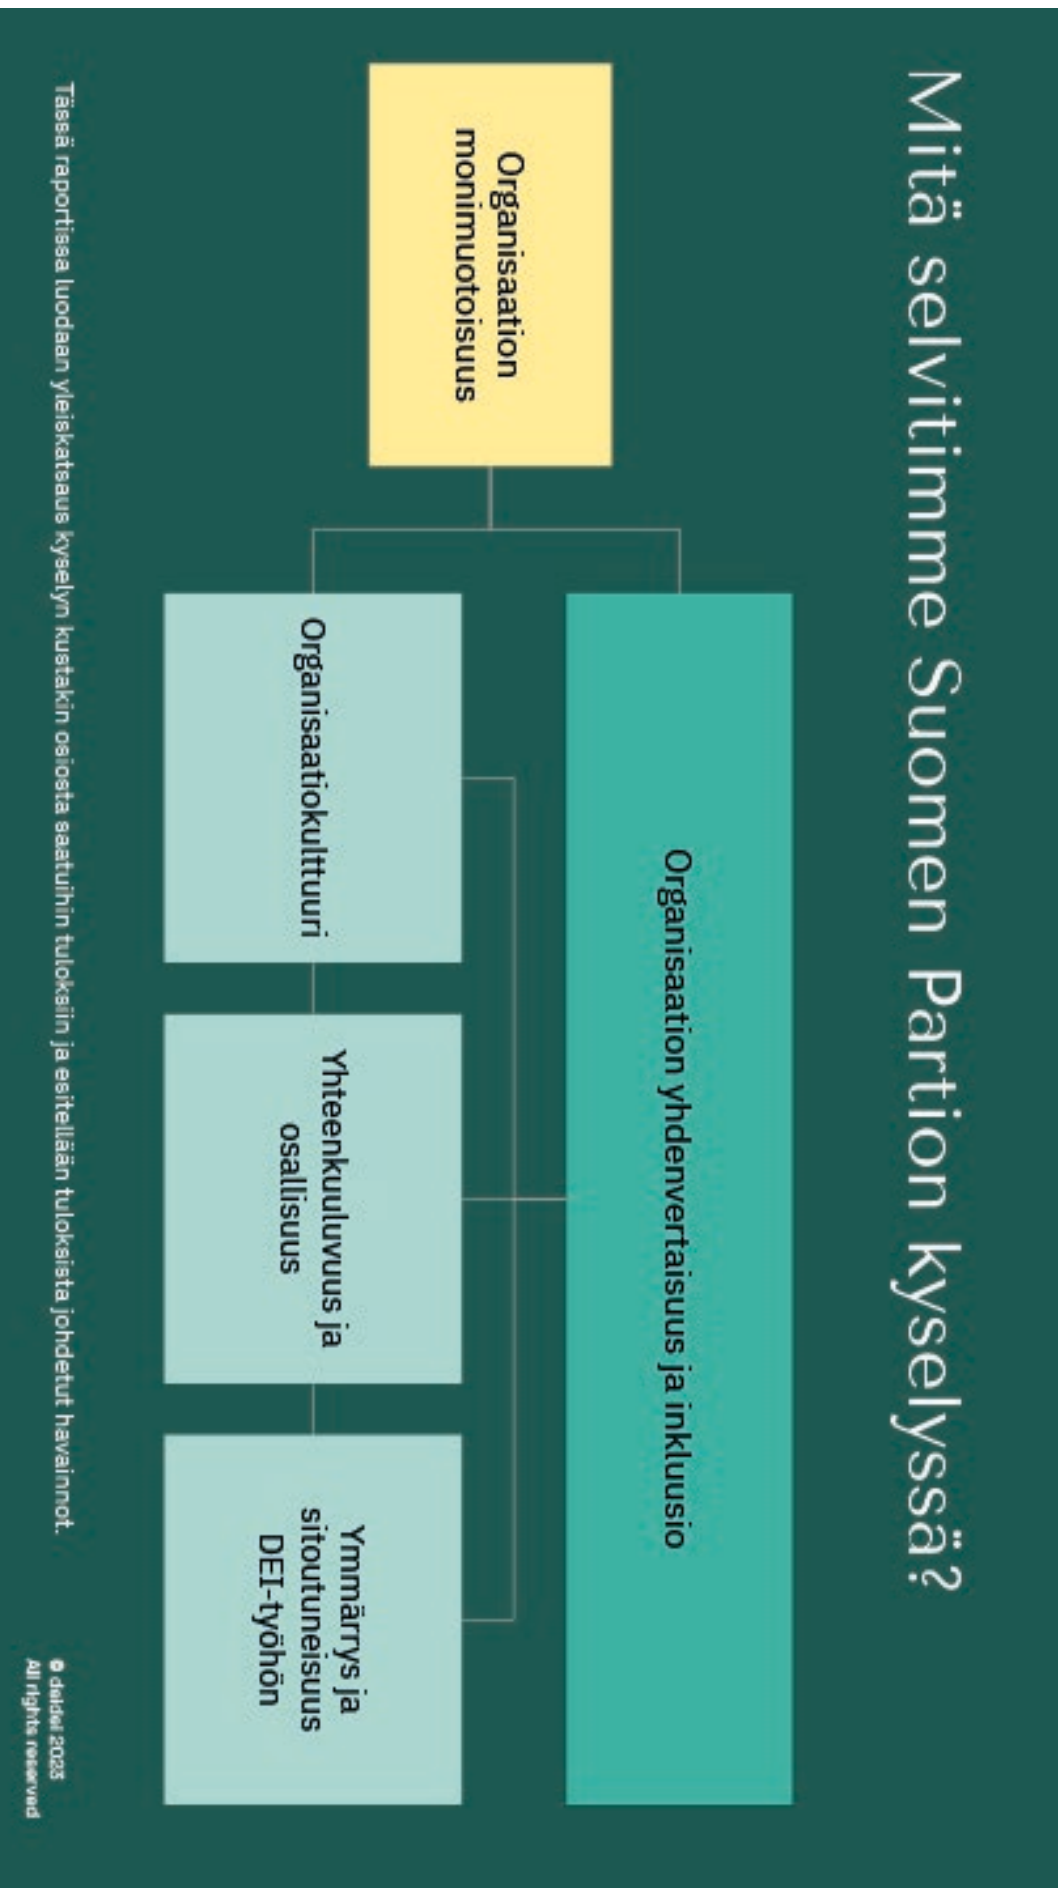 Mitä selvitimme Suomen Partion kyselyssä?
Organisaation
monimuotoisuus
Organisaation yhdenvertaisuus ja inkluusio
Organisaatiokulttuuri
Yhteenkuuluvuus ja
osallisuus
Ymmärrys ja
sitoutuneisuus
DEI-työhön
Tässä raportissa luodaan yleiskatsaus kyselyn kustakin osiosta saatuihin tuloksiin ja esitellään tuloksista johdetut havainnot.
© deidei 2023
All rights reserved